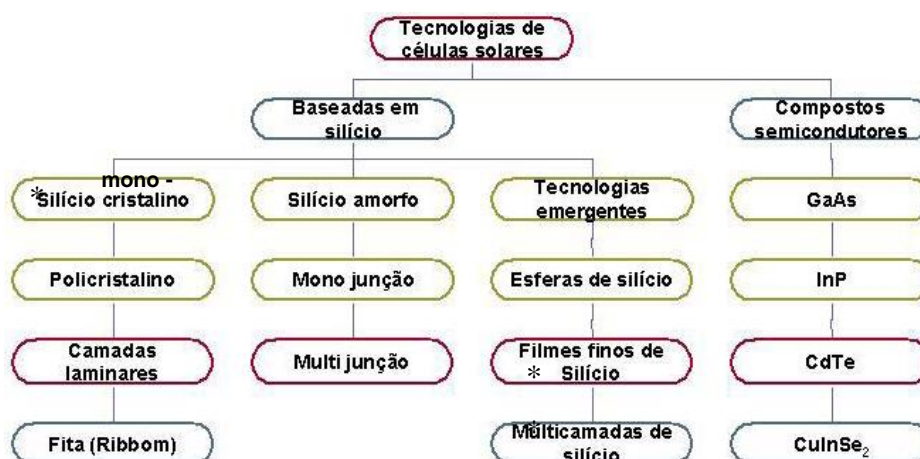 Tecnologias de
células solares
Baseadas em
silício
Compostos
semicondutores
mono -
*Silício cristalino
Silício amorfo
Tecnologias
emergentes
GaAs
Policristalino
Mono junção
Esferas de silício
InP
Camadas
laminares
Multi junção
Filmes finos de
* Silício
CdTe
Fita (Ribbom)
Multicamadas de
silício
CuInSe₂